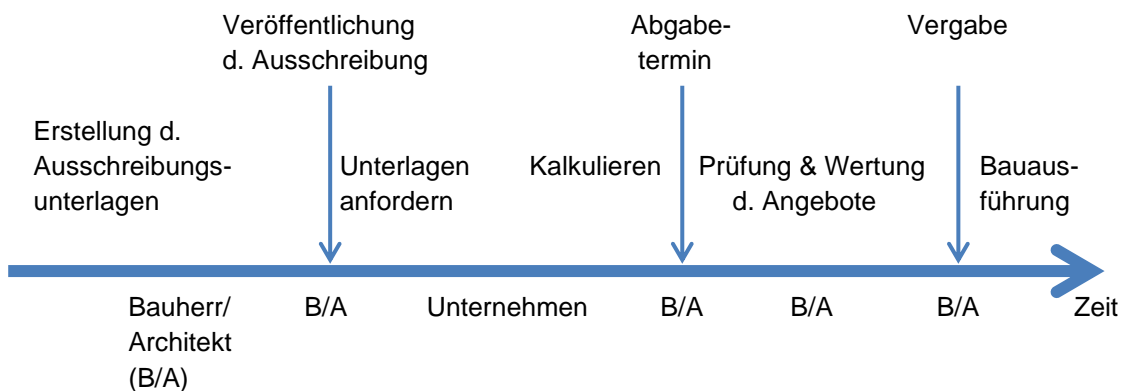 Veröffentlichung
d. Ausschreibung
Abgabe-
termin
Vergabe
Erstellung d.
Ausschreibungs-
unterlagen
Unterlagen
anfordern
Kalkulieren
Prüfung & Wertung
d. Angebote
Bauaus-
führung
Bauherr/
Architekt
(B/A)
B/A
Unternehmen
B/A
B/A
B/A
Zeit